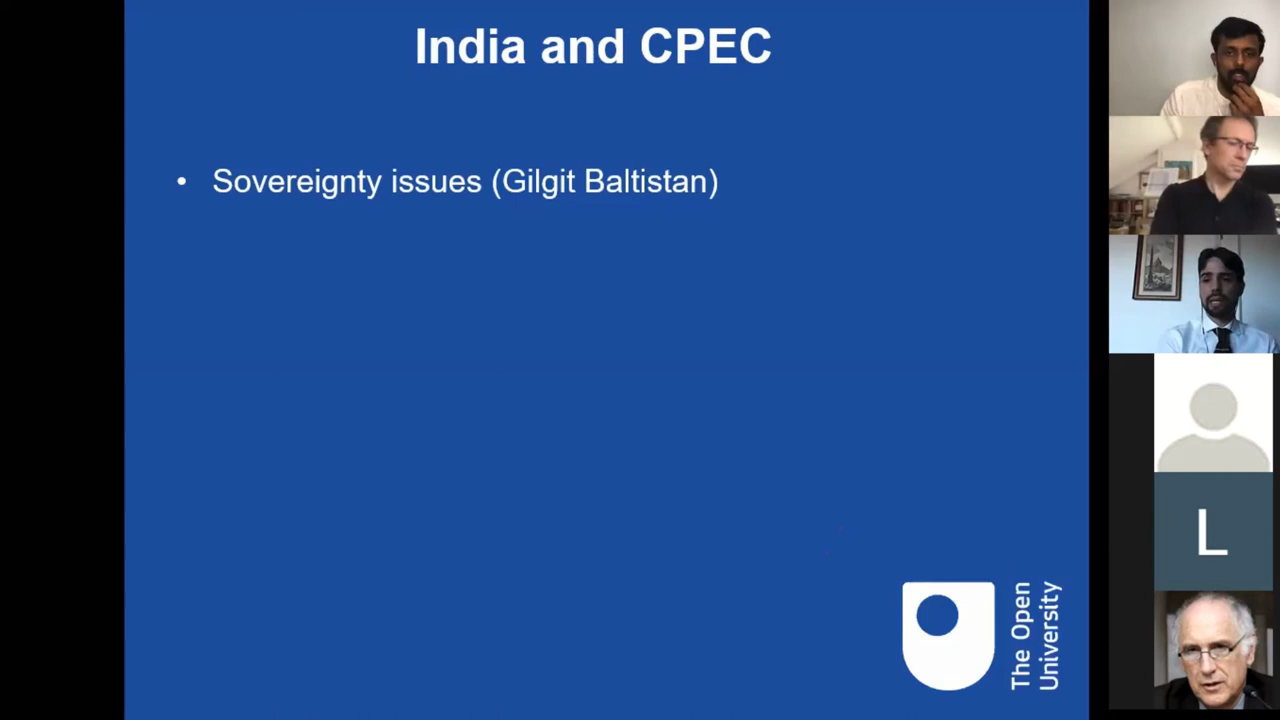 India and CPEC
• Sovereignty issues (Gilgit Baltistan)
The Open
University
L